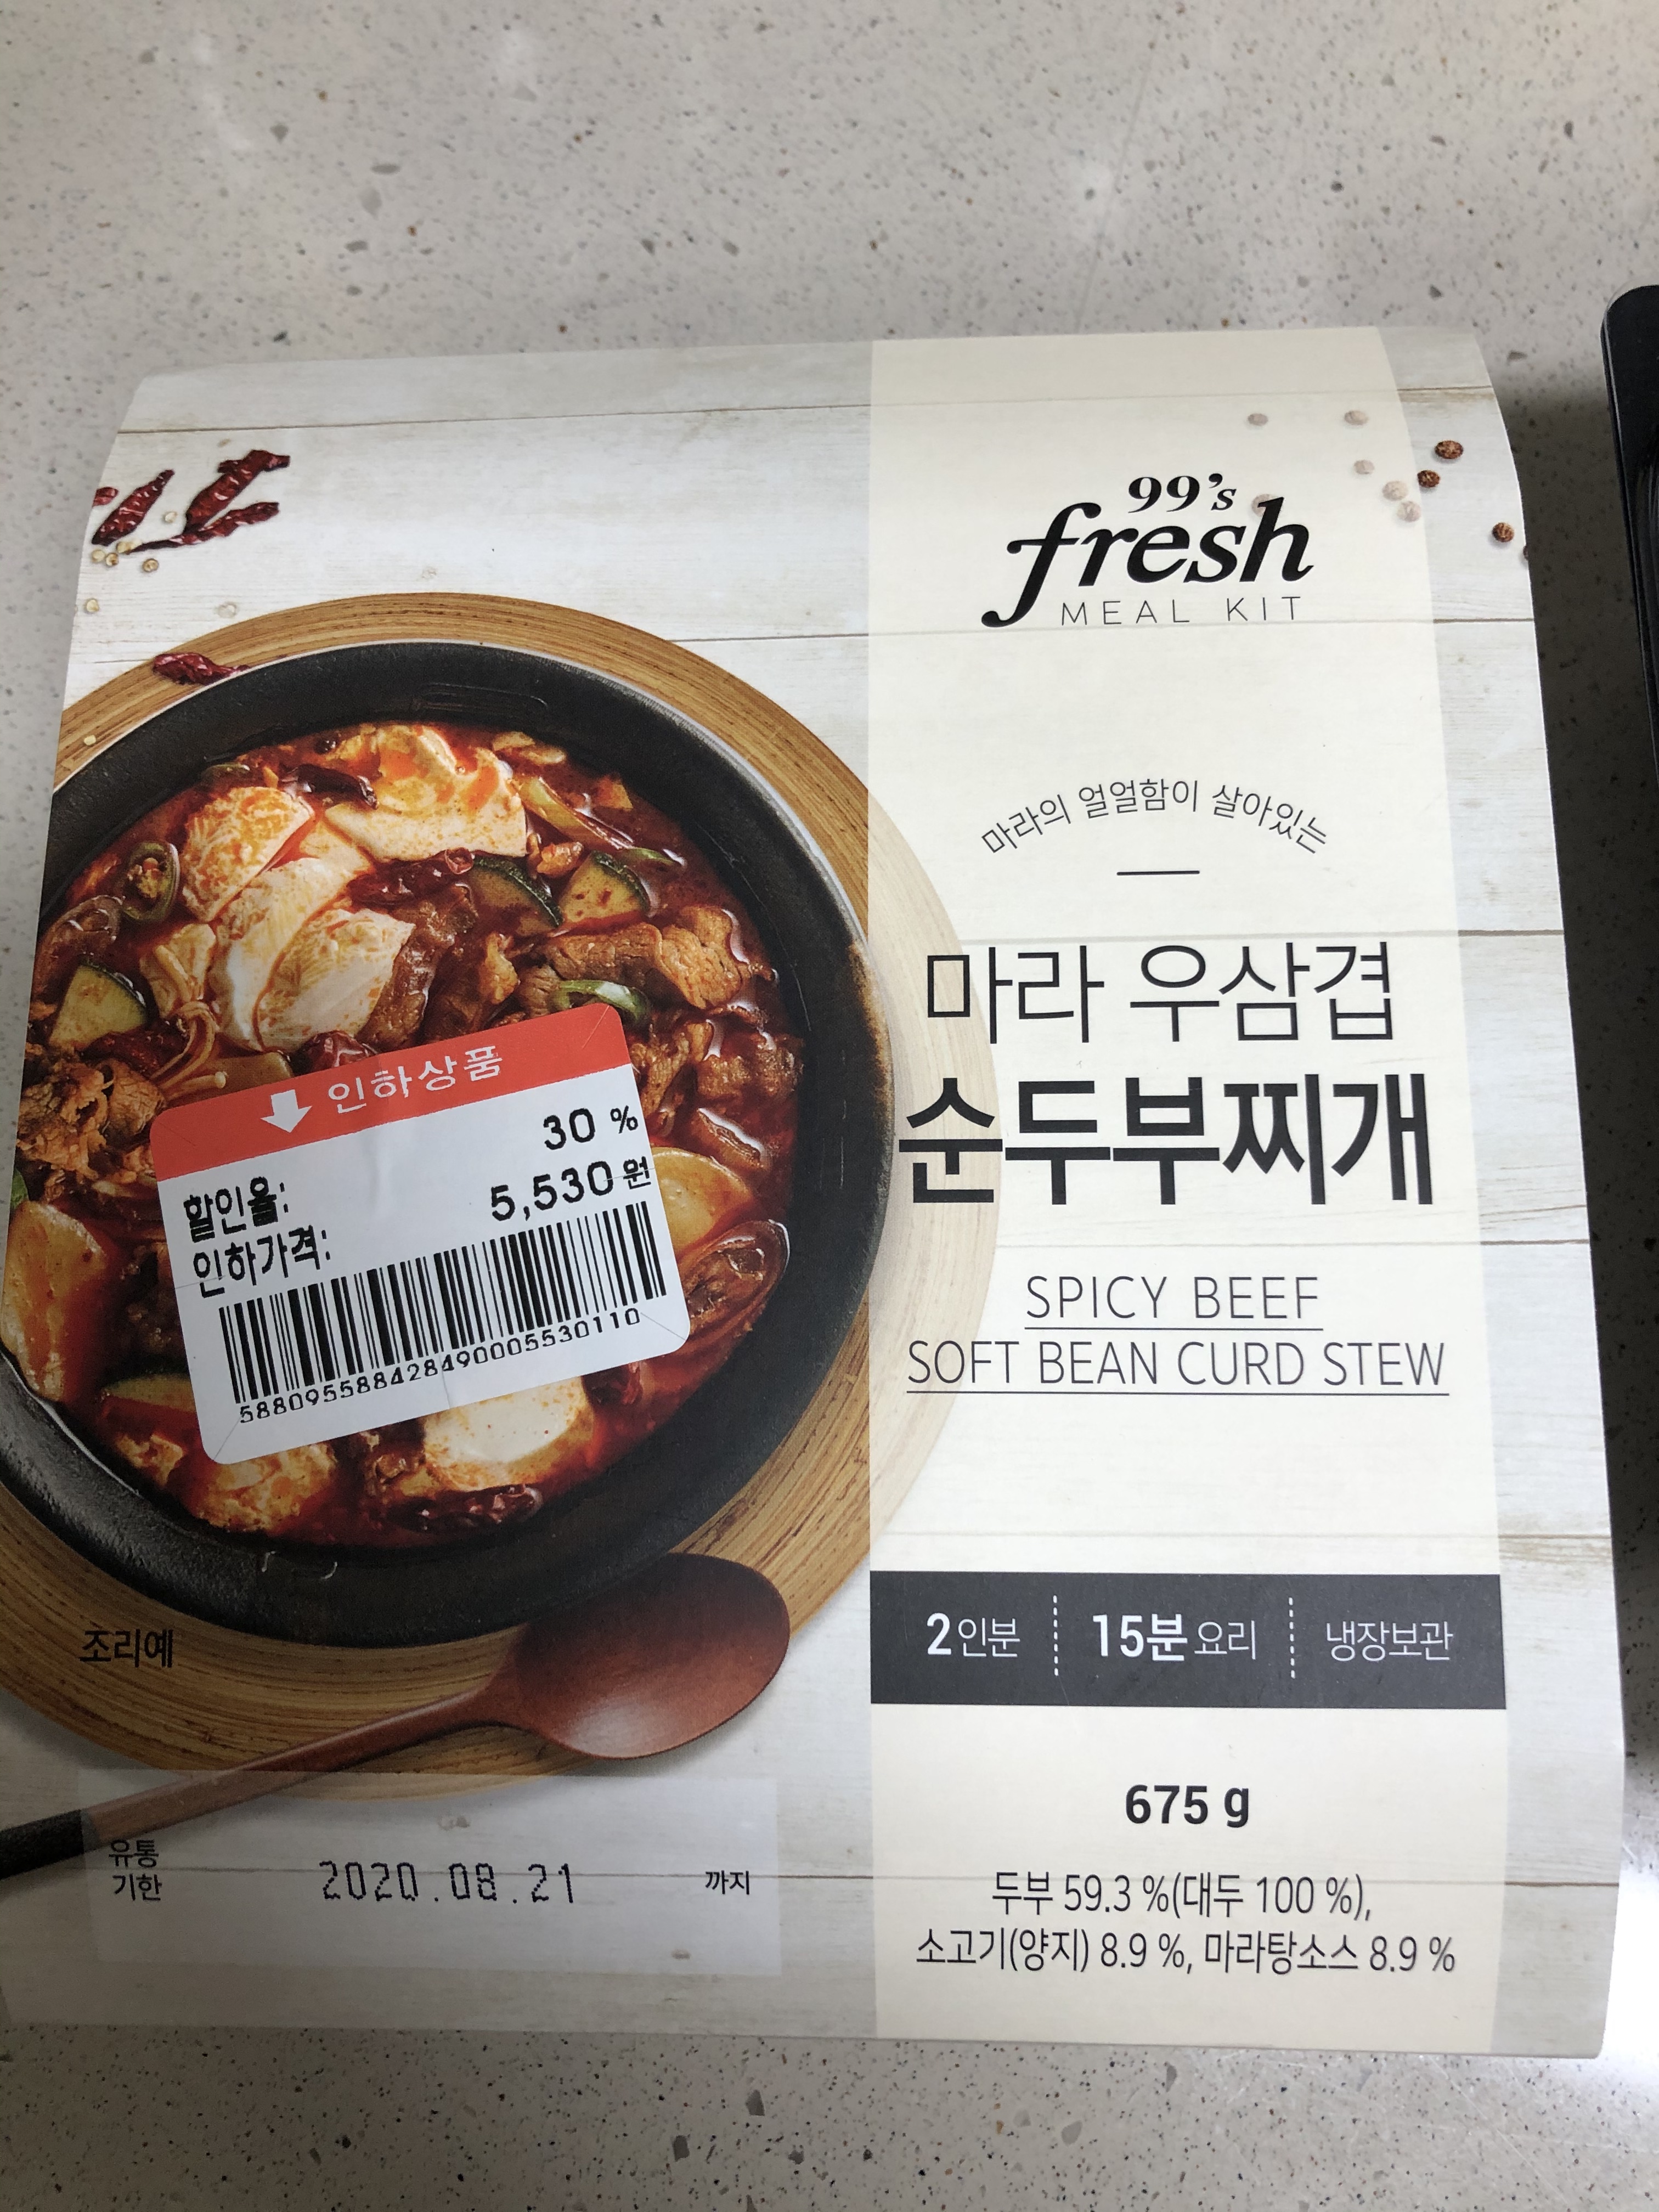 99's
fresh
MEAL KIT
마라의 얼얼함이 살아있는
마라 우삼겹
순두부찌개
SPICY BEEF
SOFT BEAN CURD STEW
인하상품
할인율: 30 %
인하가격: 5,530 원
588095588428490005530110
조리예
2인분 15분 요리 냉장보관
675 g
두부 59.3 %(대두 100 %),
소고기(양지) 8.9 %, 마라탕소스 8.9 %
유통
기한 2020.08.21 까지